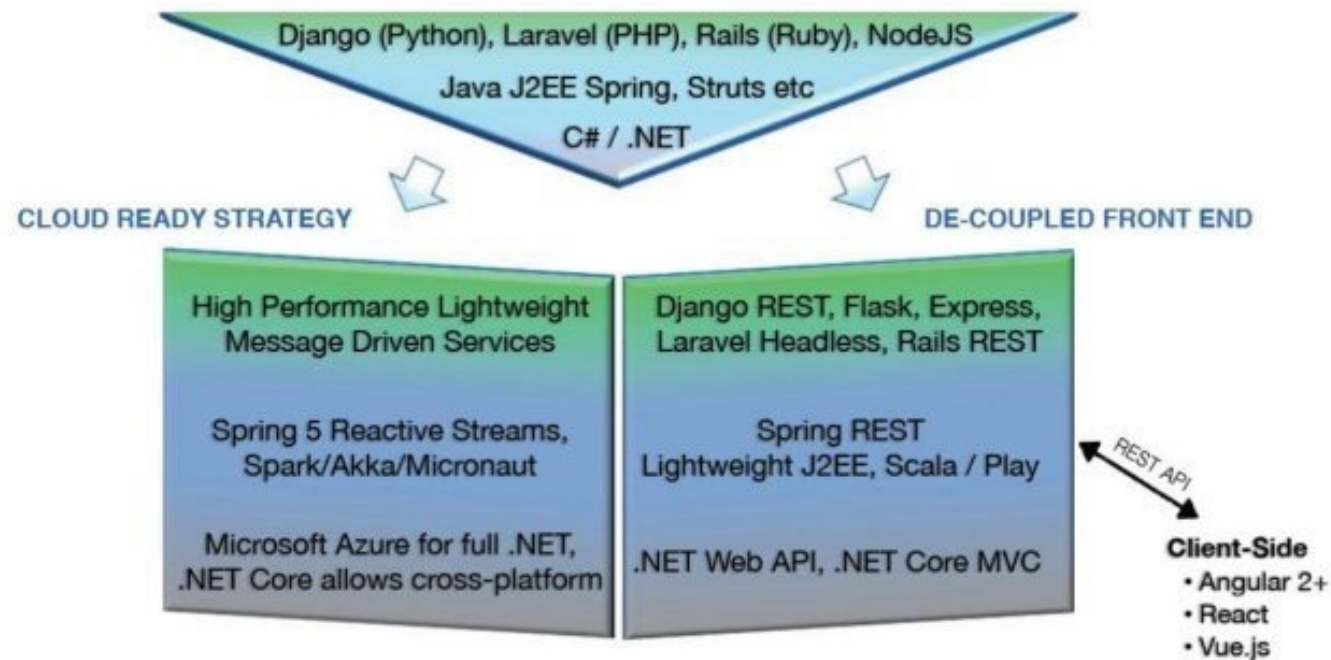 Django (Python), Laravel (PHP), Rails (Ruby), NodeJS
Java J2EE Spring, Struts etc
C# / .NET
CLOUD READY STRATEGY
DE-COUPLED FRONT END
High Performance Lightweight
Message Driven Services
Spring 5 Reactive Streams,
Spark/Akka/Micronaut
Microsoft Azure for full .NET,
.NET Core allows cross-platform
Django REST, Flask, Express,
Laravel Headless, Rails REST
Spring REST
Lightweight J2EE, Scala / Play
.NET Web API, .NET Core MVC
REST API
Client-Side
• Angular 2+
• React
• Vue.js